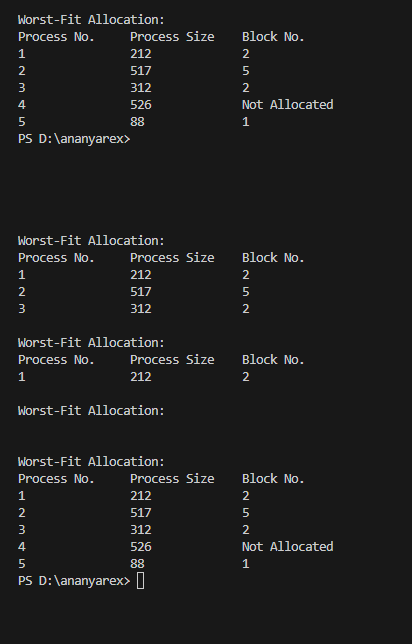 Worst-Fit Allocation:
Process No.     Process Size    Block No.
1               212             2
2               517             5
3               312             2
4               526             Not Allocated
5               88              1
PS D:\ananyarex>
Worst-Fit Allocation:
Process No.     Process Size    Block No.
1               212             2
2               517             5
3               312             2
Worst-Fit Allocation:
Process No.     Process Size    Block No.
1               212             2
Worst-Fit Allocation:
Worst-Fit Allocation:
Process No.     Process Size    Block No.
1               212             2
2               517             5
3               312             2
4               526             Not Allocated
5               88              1
PS D:\ananyarex>